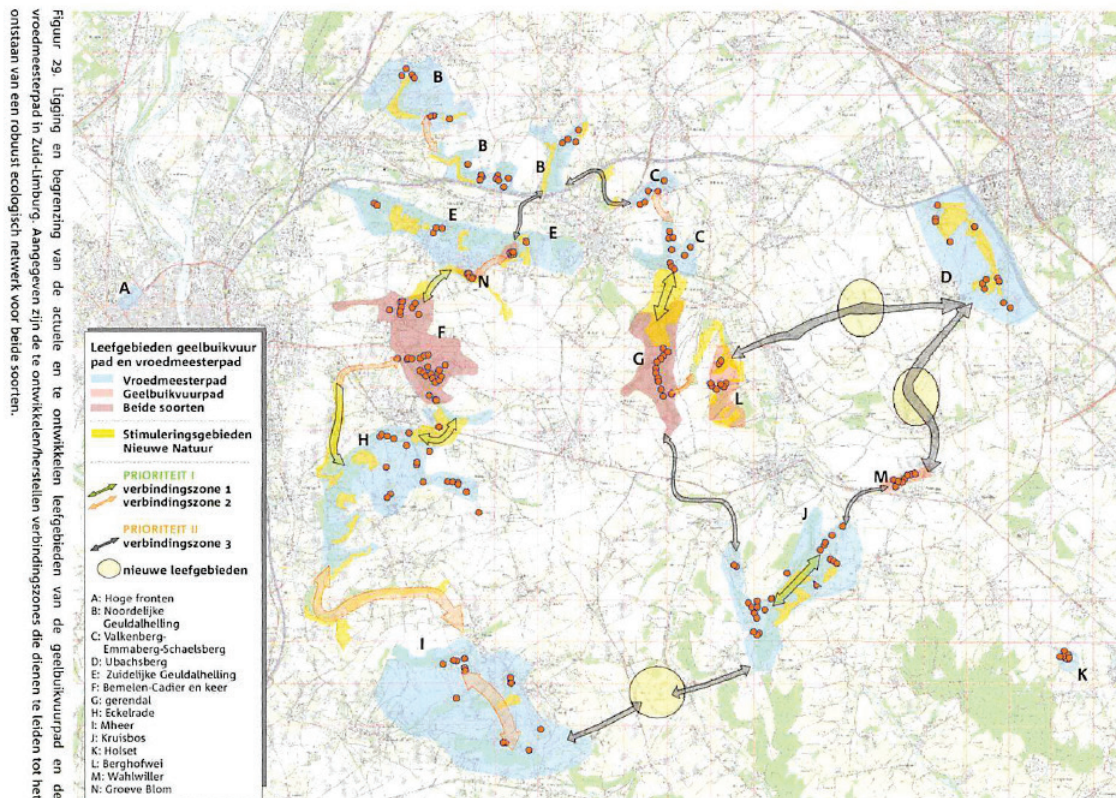 Figuur 29. Ligging en begrenzing van de actuele en te ontwikkelen leefgebieden van de geelbuikvuurpad en de
vroedmeesterpad in Zuid-Limburg. Aangegeven zijn de te ontwikkelen/herstellen verbindingszones die dienen te leiden tot het
ontstaan van een robuust ecologisch netwerk voor beide soorten.
B
B
B
C
E
E
C
A
N
D
F
G
L
H
M
J
I
K
Leefgebieden geelbuikvuur
pad en vroedmeesterpad
Vroedmeesterpad
Geelbuikvuurpad
Beide soorten
Stimuleringsgebieden
Nieuwe Natuur
PRIORITEIT I
verbindingszone 1
verbindingszone 2
PRIORITEIT II
verbindingszone 3
nieuwe leefgebieden
A: Hoge fronten
B: Noordelijke
Geuldalhelling
C: Valkenberg-
Emmaberg-Schaelsberg
D: Ubachsberg
E: Zuidelijke Geuldalhelling
F: Bemelen-Cadier en keer
G: gerendal
H: Eckelrade
I: Mheer
J: Kruisbos
K: Holset
L: Berghofwei
M: Wahlwiller
N: Groeve Blom